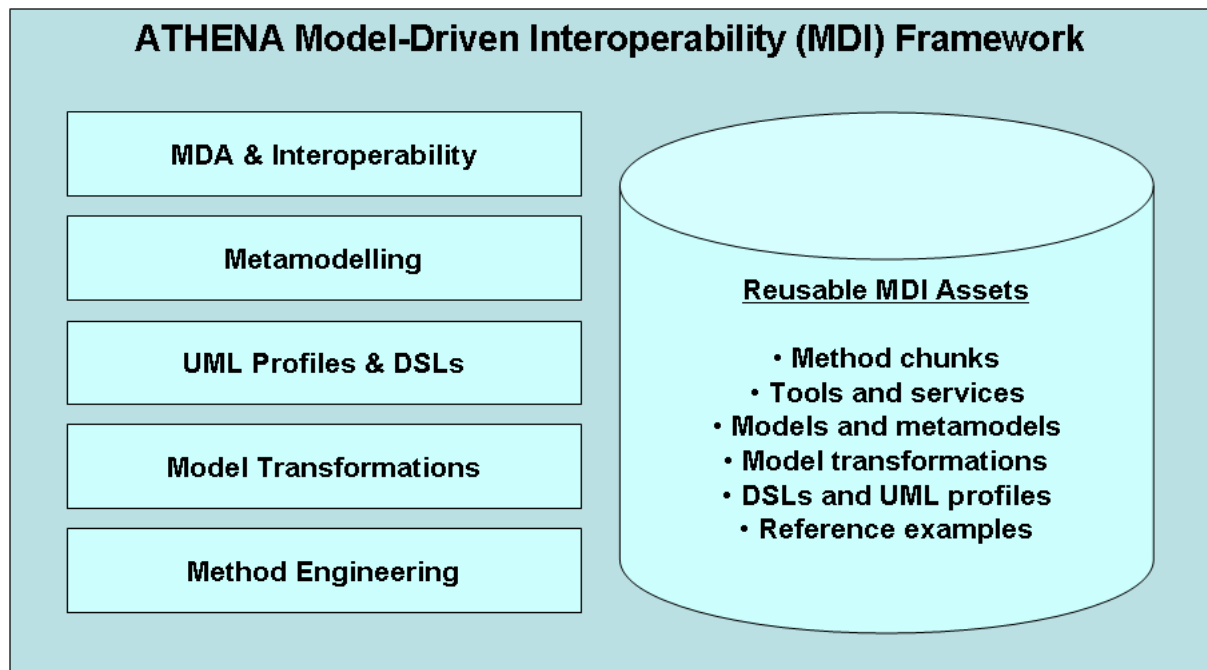 ATHENA Model-Driven Interoperability (MDI) Framework
MDA & Interoperability
Metamodelling
UML Profiles & DSLs
Model Transformations
Method Engineering
Reusable MDI Assets
• Method chunks
• Tools and services
• Models and metamodels
• Model transformations
• DSLs and UML profiles
• Reference examples